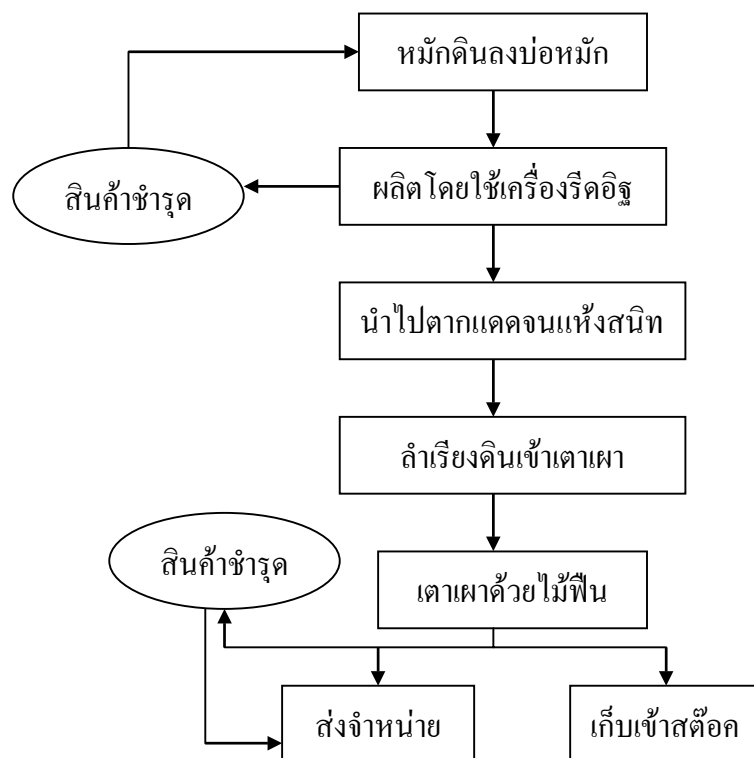 หมักดินลงบ่อหมัก
สินค้าชำรุด
ผลิตโดยใช้เครื่องรีดอิฐ
นำไปตากแดดจนแห้งสนิท
ลำเรียงดินเข้าเตาเผา
สินค้าชำรุด
เตาเผาด้วยไม้ฟืน
ส่งจำหน่าย
เก็บเข้าสต๊อค